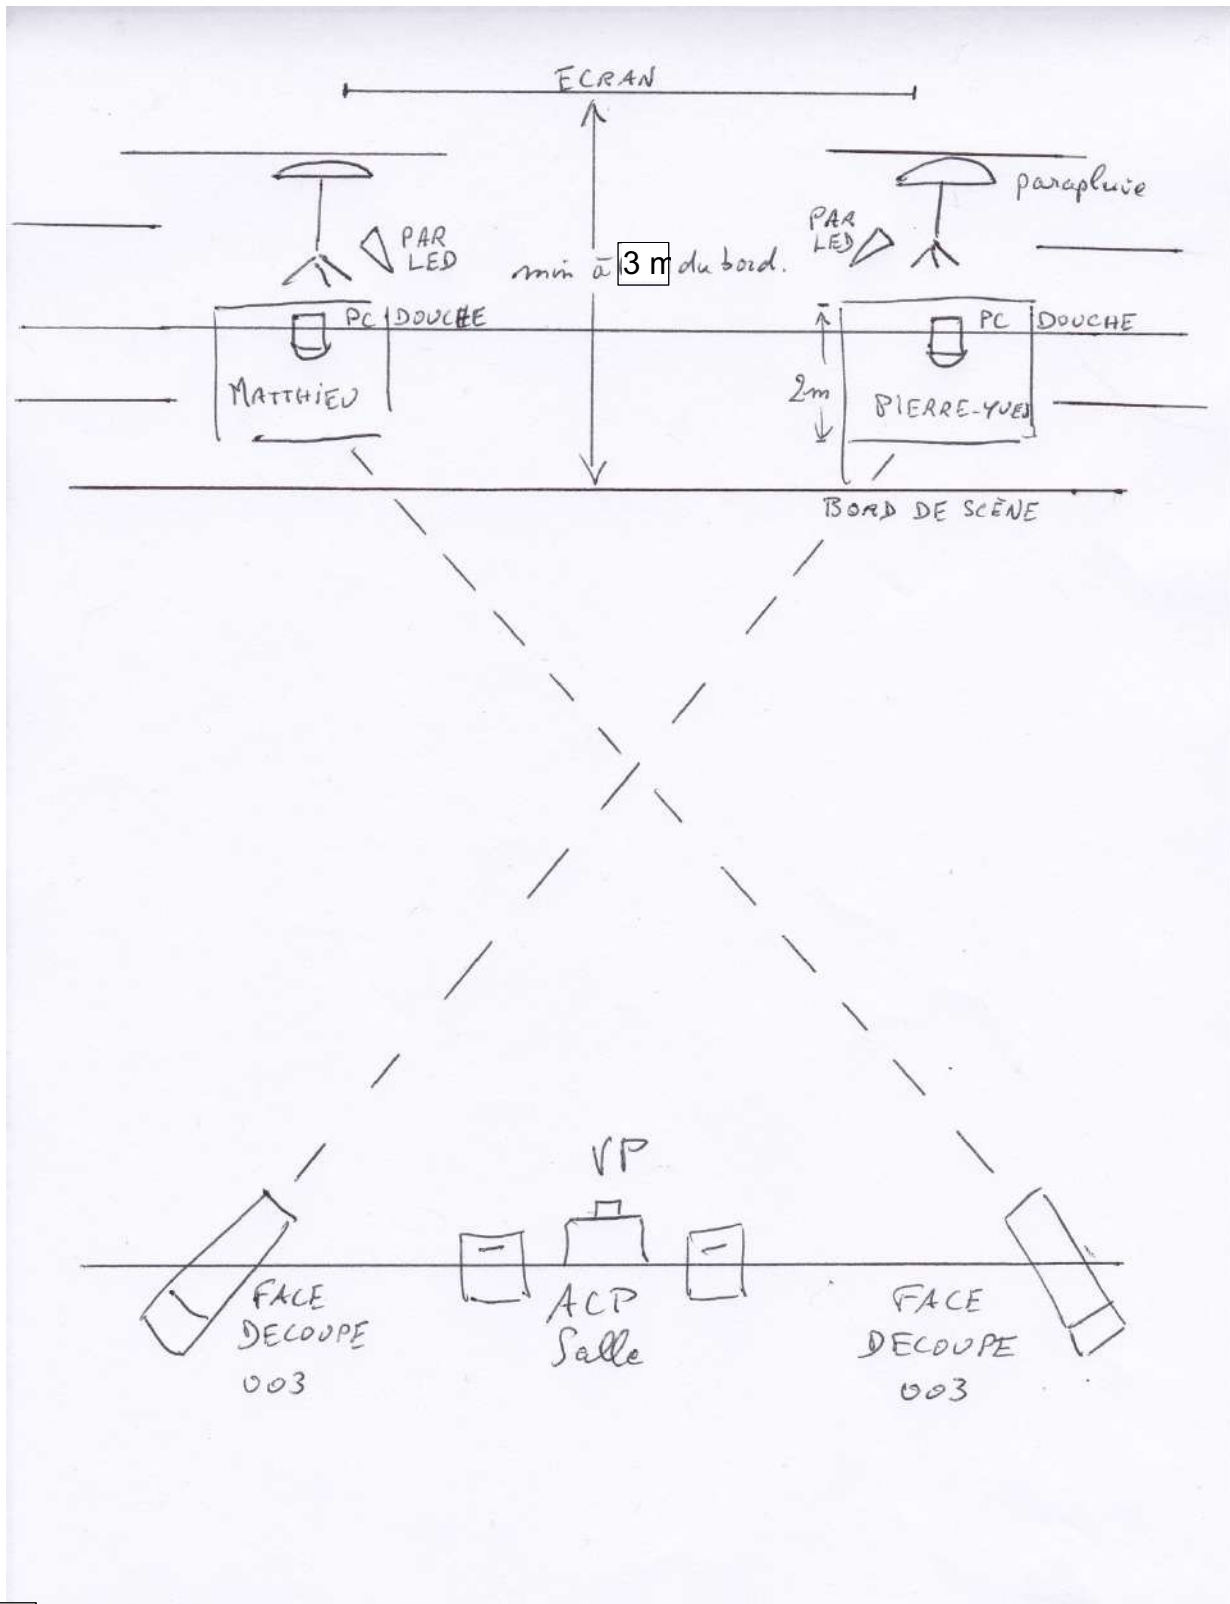 ECRAN
parapluie
PAR
LED
PAR
LED
min à 3 m du bord.
PC DOUCHE
PC DOUCHE
MATTHiEU
2m
PIERRE-YVES
BORD DE SCÈNE
VP
FACE
DECOUPE
003
ACP
Salle
FACE
DECOUPE
003